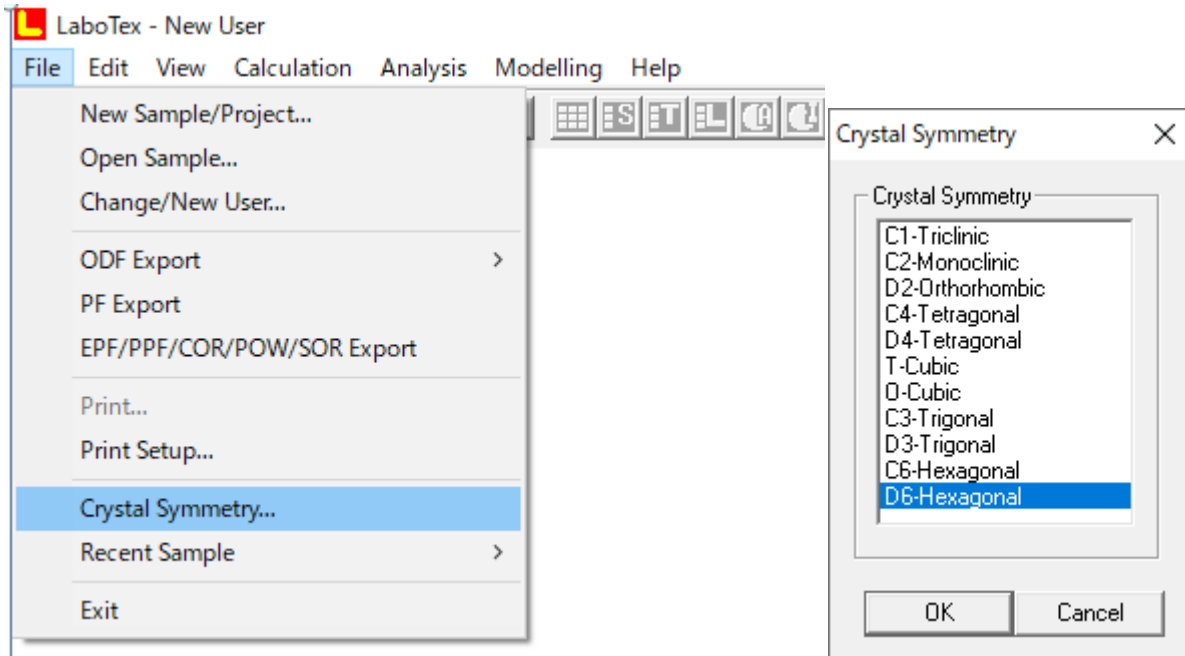 LaboTex - New User
File Edit View Calculation Analysis Modelling Help
New Sample/Project...
Open Sample...
Change/New User...
ODF Export
PF Export
EPF/PPF/COR/POW/SOR Export
Print...
Print Setup...
Crystal Symmetry...
Recent Sample
Exit
Crystal Symmetry
Crystal Symmetry
C1-Triclinic
C2-Monoclinic
D2-Orthorhombic
C4-Tetragonal
D4-Tetragonal
T-Cubic
O-Cubic
C3-Trigonal
D3-Trigonal
C6-Hexagonal
D6-Hexagonal
OK Cancel